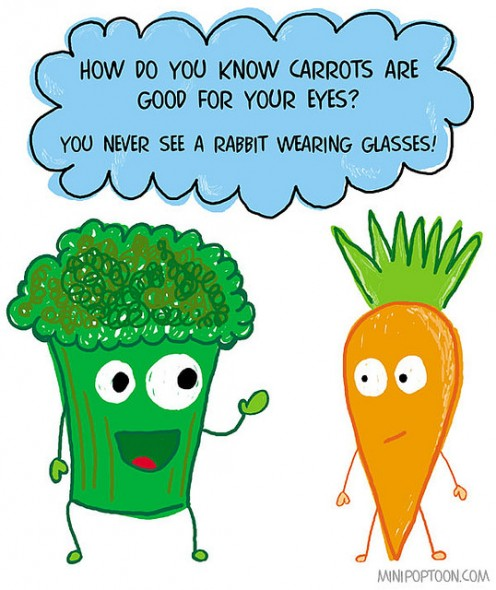 HOW DO YOU KNOW CARROTS ARE
GOOD FOR YOUR EYES?
YOU NEVER SEE A RABBIT WEARING GLASSES!
MINIPOPTOON.COM